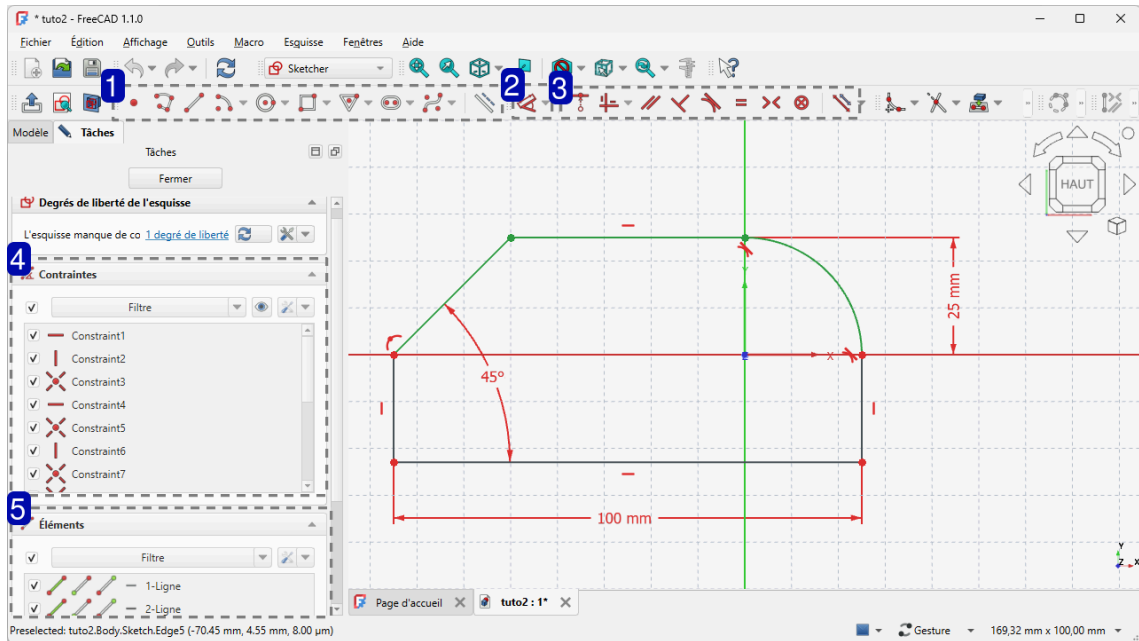 * tuto2 - FreeCAD 1.1.0
Fichier Édition Affichage Outils Macro Esquisse Fenêtres Aide
Sketcher
1
2
3
Modèle Tâches
Tâches
Fermer
Degrés de liberté de l'esquisse
L'esquisse manque de co 1 degré de liberté
4
Contraintes
Filtre
Constraint1
Constraint2
Constraint3
Constraint4
Constraint5
Constraint6
Constraint7
5
Éléments
Filtre
1-Ligne
2-Ligne
HAUT
25 mm
45°
X
Y
100 mm
Y
Z X
Page d'accueil
tuto2 : 1*
Preselected: tuto2.Body.Sketch.Edge5 (-70.45 mm, 4.55 mm, 8.00 µm)
Gesture
169,32 mm x 100,00 mm